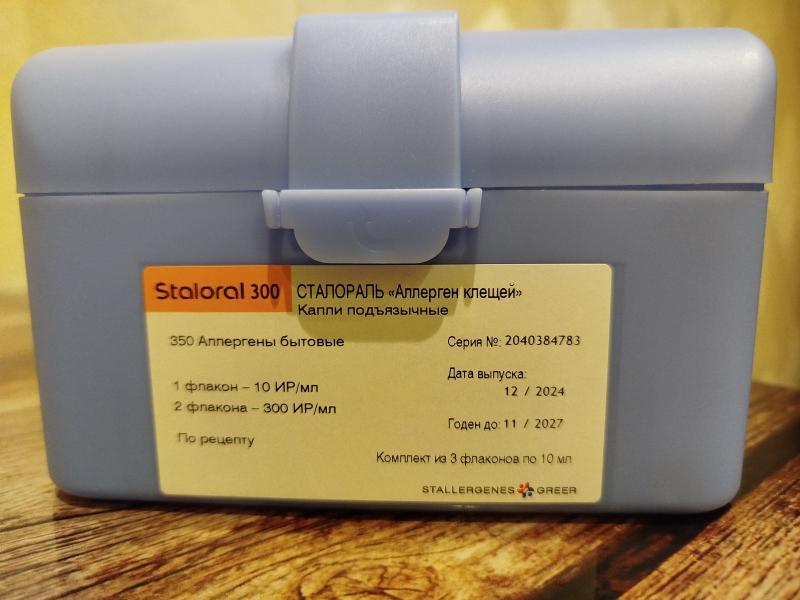 Staloral 300 СТАЛОРАЛЬ «Аллерген клещей»
Капли подъязычные
350 Аллергены бытовые
Серия №: 2040384783
Дата выпуска:
12 / 2024
1 флакон – 10 ИР/мл
2 флакона – 300 ИР/мл
Годен до: 11 / 2027
По рецепту
Комплект из 3 флаконов по 10 мл
STALLERGENES GREER